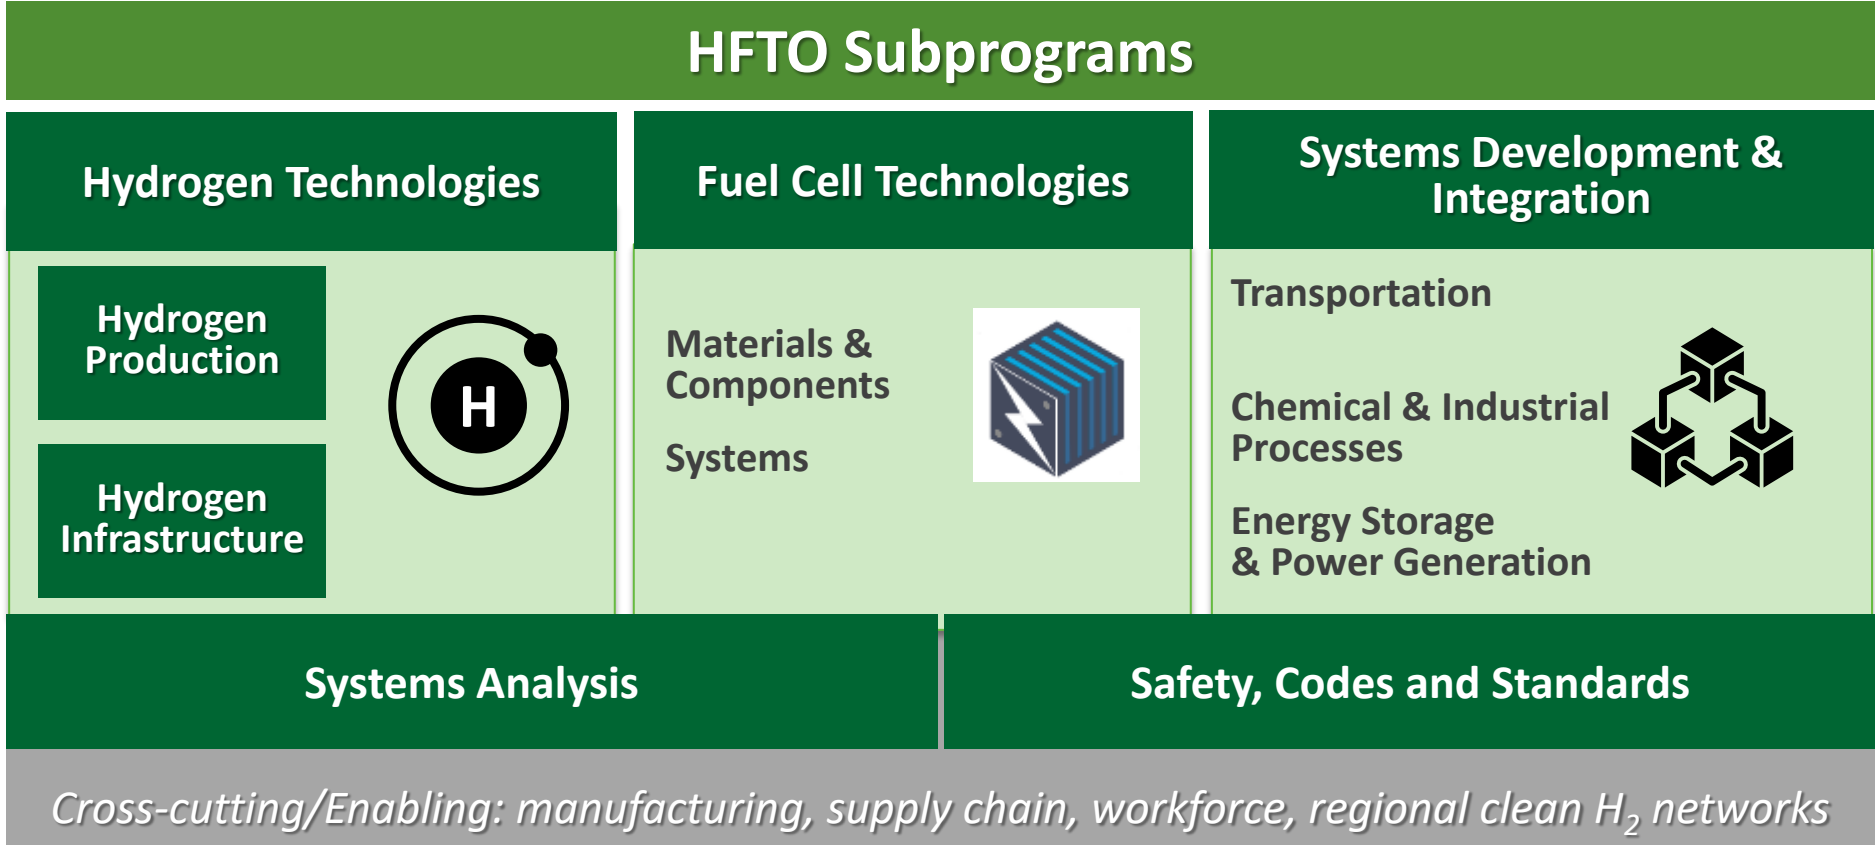 HFTO Subprograms
Hydrogen Technologies
Hydrogen
Production
Hydrogen
Infrastructure
H
Fuel Cell Technologies
Materials &
Components
Systems
Systems Development &
Integration
Transportation
Chemical & Industrial
Processes
Energy Storage
& Power Generation
Systems Analysis
Safety, Codes and Standards
Cross-cutting/Enabling: manufacturing, supply chain, workforce, regional clean H₂ networks